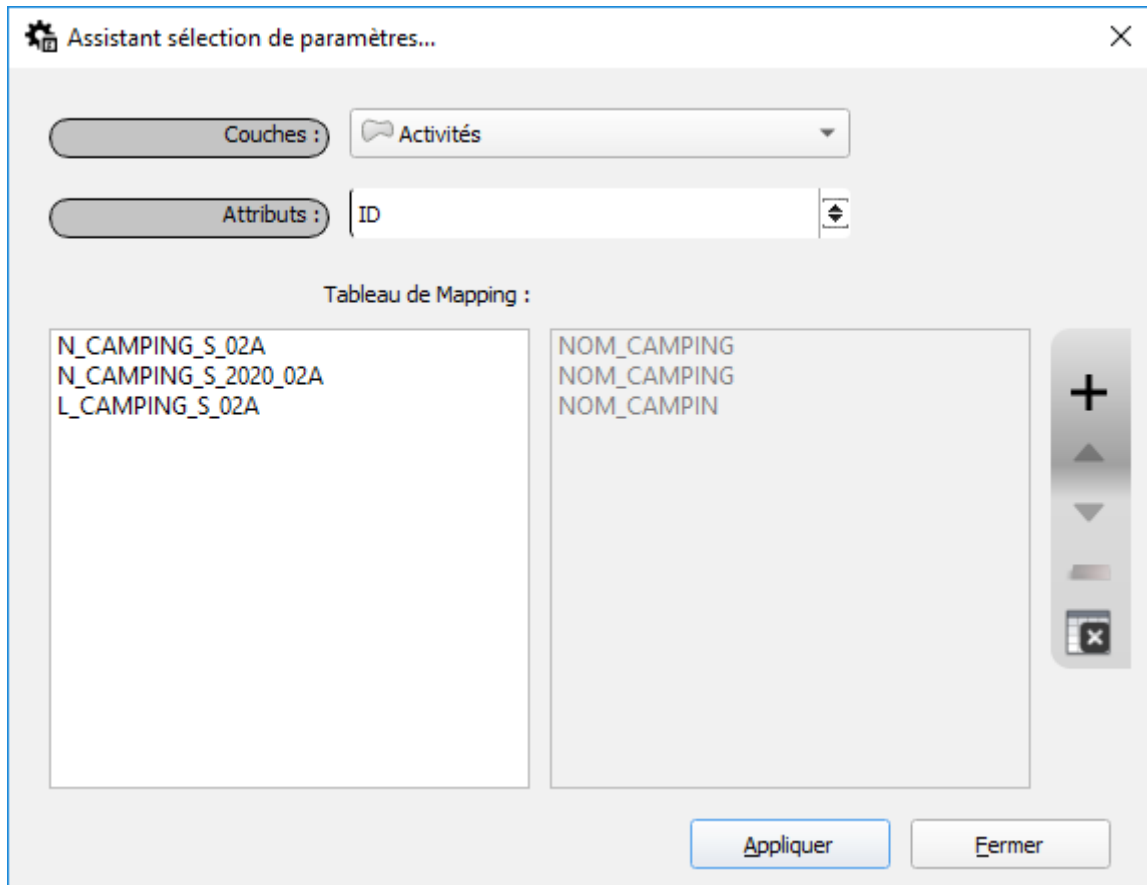 Assistant sélection de paramètres...
Couches :
Activités
Attributs :
ID
Tableau de Mapping :
N_CAMPING_S_02A
N_CAMPING_S_2020_02A
L_CAMPING_S_02A
NOM_CAMPING
NOM_CAMPING
NOM_CAMPIN
Appliquer
Fermer